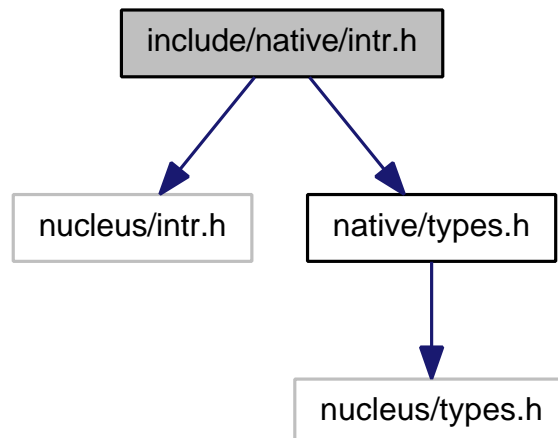 include/native/intr.h
nucleus/intr.h
native/types.h
nucleus/types.h